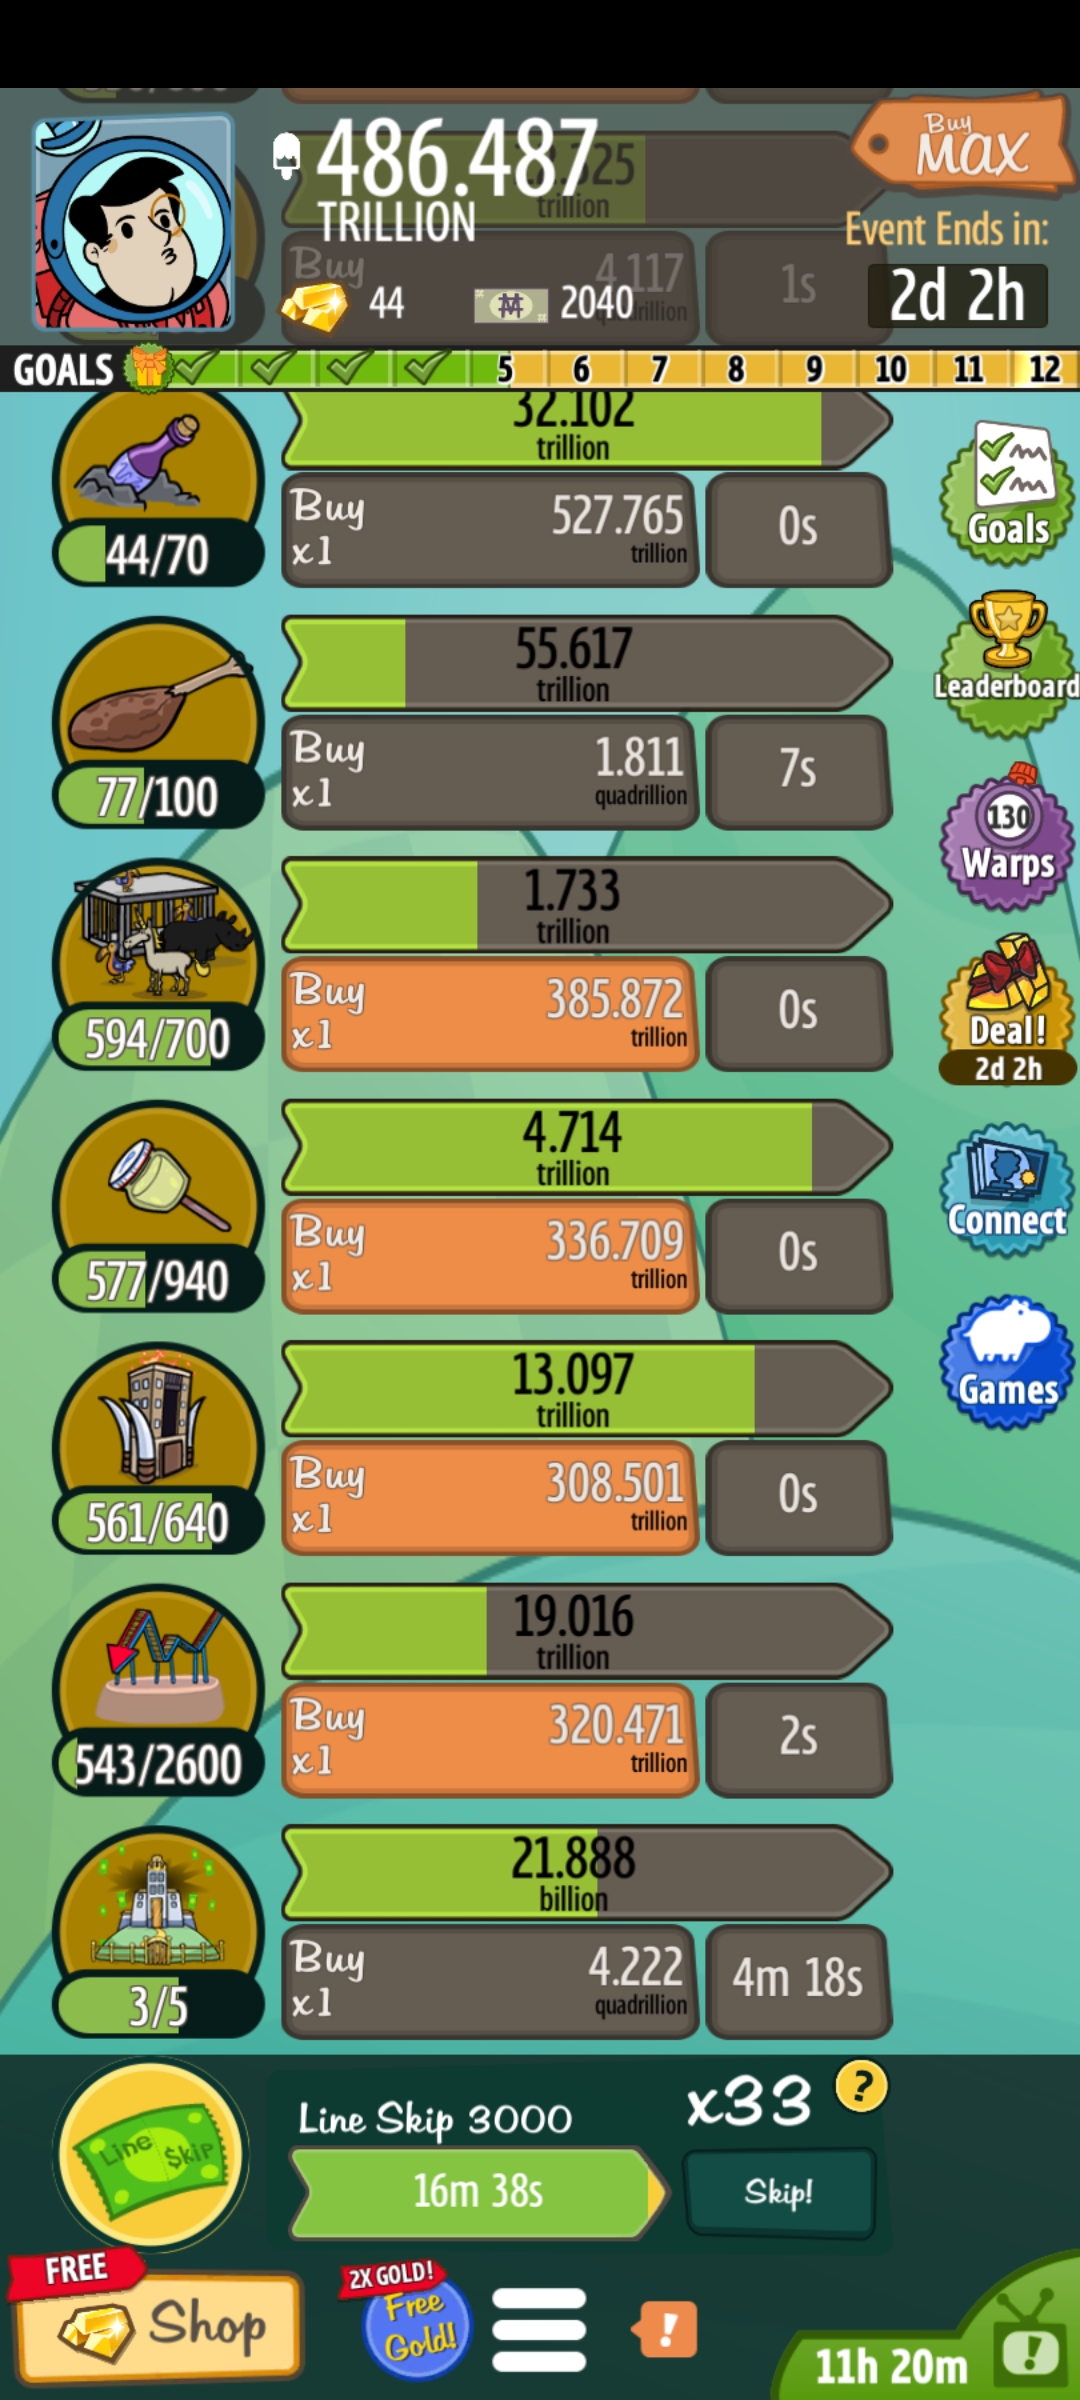 486.487
TRILLION
44
2040
Buy
MAX
Event Ends in:
2d 2h
trillion
Buy
4.117
1s
GOALS
5 6 7 8 9 10 11 12
32.102
trillion
44/70
Buy
x1
527.765
trillion
0s
Goals
55.617
trillion
77/100
Buy
x1
1.811
quadrillion
7s
Leaderboard
1.733
trillion
594/700
Buy
x1
385.872
trillion
0s
130
Warps
Deal!
2d 2h
4.714
trillion
577/940
Buy
x1
336.709
trillion
0s
Connect
13.097
trillion
561/640
Buy
x1
308.501
trillion
0s
Games
19.016
trillion
543/2600
Buy
x1
320.471
trillion
2s
21.888
billion
3/5
Buy
x1
4.222
quadrillion
4m 18s
Line $kip
Line Skip 3000
x33
?
16m 38s
Skip!
FREE
Shop
2X GOLD!
Free
Gold!
!
11h 20m
!